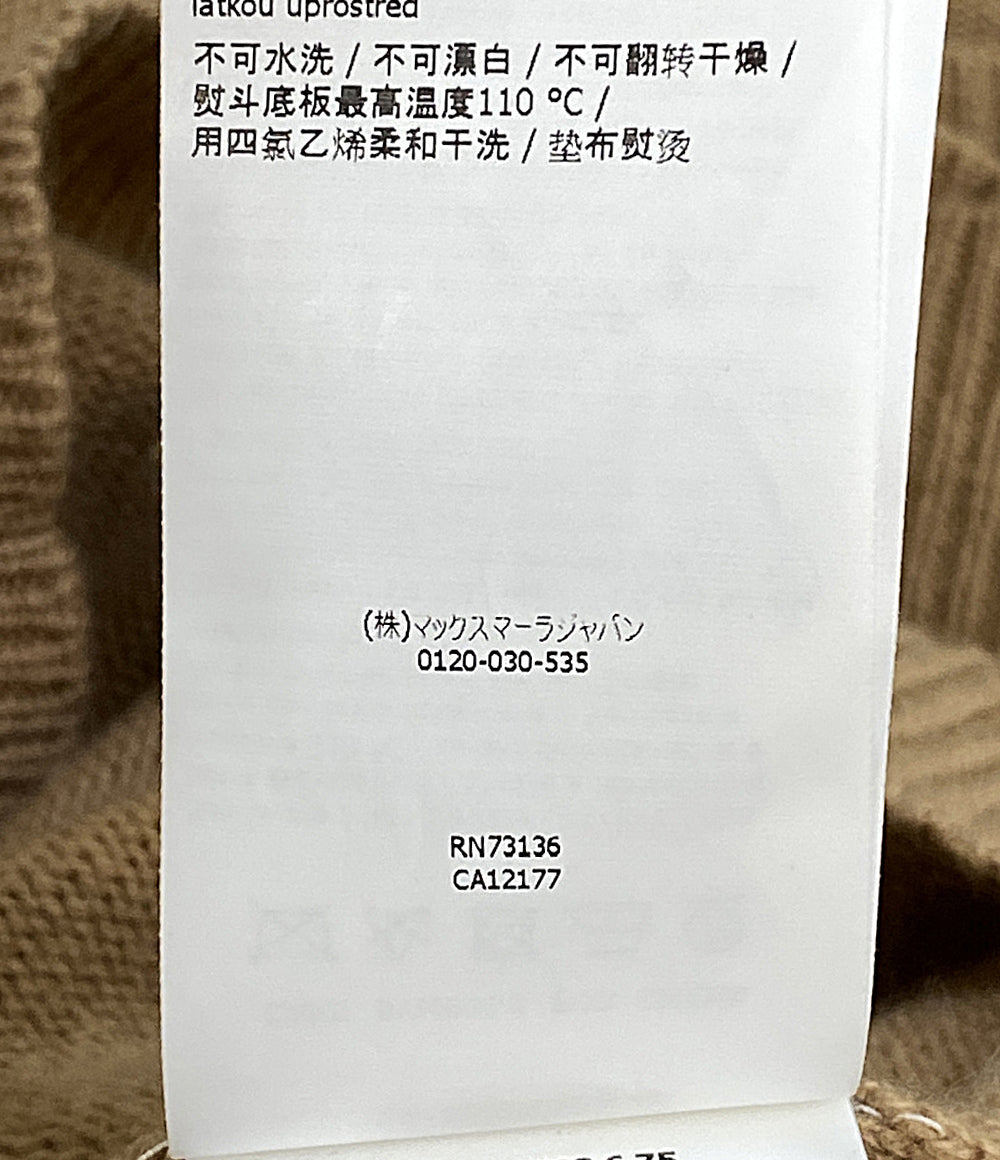 látkou uprostřed
不可水洗 / 不可漂白 / 不可翻转干燥 /
熨斗底板最高温度110 °C /
用四氯乙烯柔和干洗 / 垫布熨烫
(株)マックスマーラジャパン
0120-030-535
RN73136
CA12177